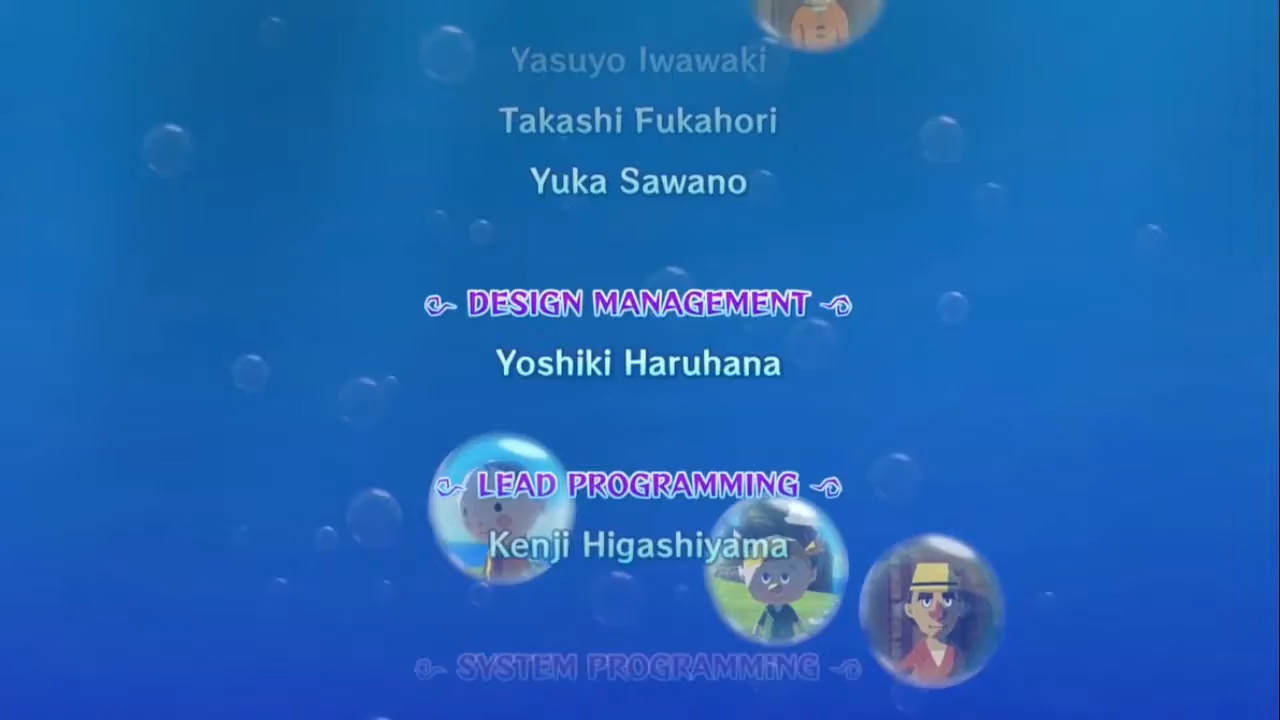 Yasuyo Iwawaki
Takashi Fukahori
Yuka Sawano
DESIGN MANAGEMENT
Yoshiki Haruhana
LEAD PROGRAMMING
Kenji Higashiyama
SYSTEM PROGRAMMING